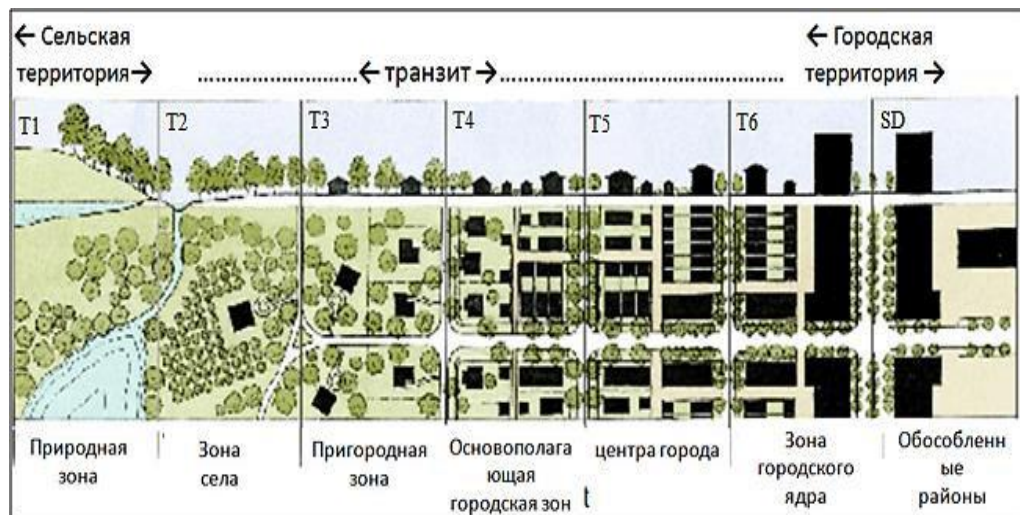 ← Сельская
территория→
..................← транзит →..................................
← Городская
территория →
T1
T2
T3
T4
T5
T6
SD
Природная
зона
Зона
села
Пригородная
зона
Основополага
ющая
городская зон t
центра города
Зона
городского
ядра
Обособленн
ые
районы